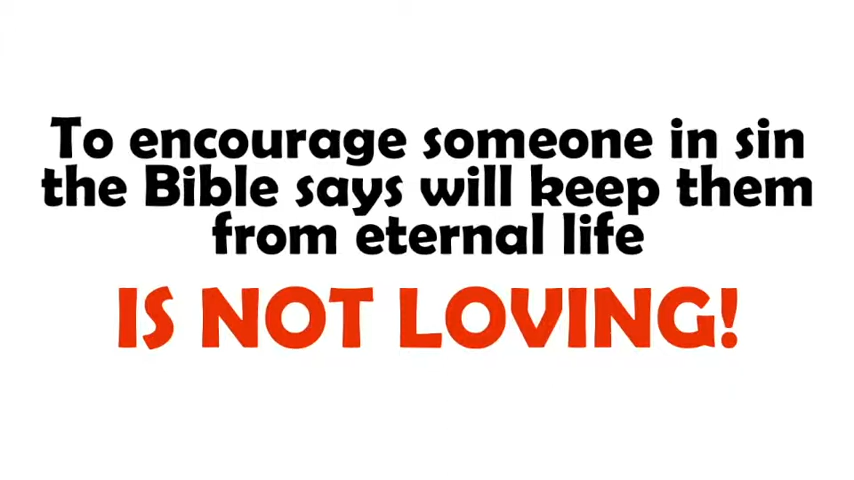 To encourage someone in sin
the Bible says will keep them
from eternal life
IS NOT LOVING!